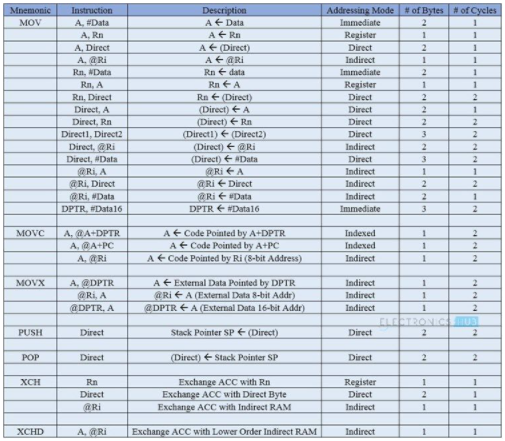 Mnemonic Instruction Description Addressing Mode # of Bytes # of Cycles
MOV A, #Data A ← Data Immediate 2 1
A, Rn A ← Rn Register 1 1
A, Direct A ← (Direct) Direct 2 1
A, @Ri A ← @Ri Indirect 1 1
Rn, #Data Rn ← data Immediate 2 1
Rn, A Rn ← A Register 1 1
Rn, Direct Rn ← (Direct) Direct 2 2
Direct, A (Direct) ← A Direct 2 1
Direct, Rn (Direct) ← Rn Direct 2 2
Direct1, Direct2 (Direct1) ← (Direct2) Direct 3 2
Direct, @Ri (Direct) ← @Ri Indirect 2 2
Direct, #Data (Direct) ← #Data Direct 3 2
@Ri, A @Ri ← A Indirect 1 1
@Ri, Direct @Ri ← Direct Indirect 2 2
@Ri, #Data @Ri ← #Data Indirect 2 1
DPTR, #Data16 DPTR ← #Data16 Immediate 3 2
MOVC A, @A+DPTR A ← Code Pointed by A+DPTR Indexed 1 2
A, @A+PC A ← Code Pointed by A+PC Indexed 1 2
A, @Ri A ← Code Pointed by Ri (8-bit Address) Indirect 1 2
MOVX A, @DPTR A ← External Data Pointed by DPTR Indirect 1 2
@Ri, A @Ri ← A (External Data 8-bit Addr) Indirect 1 2
@DPTR, A @DPTR ← A (External Data 16-bit Addr) Indirect 1 2
ELECTRONICS HUB
PUSH Direct Stack Pointer SP ← (Direct) Direct 2 2
POP Direct (Direct) ← Stack Pointer SP Direct 2 2
XCH Rn Exchange ACC with Rn Register 1 1
Direct Exchange ACC with Direct Byte Direct 2 1
@Ri Exchange ACC with Indirect RAM Indirect 1 1
XCHD A, @Ri Exchange ACC with Lower Order Indirect RAM Indirect 1 1